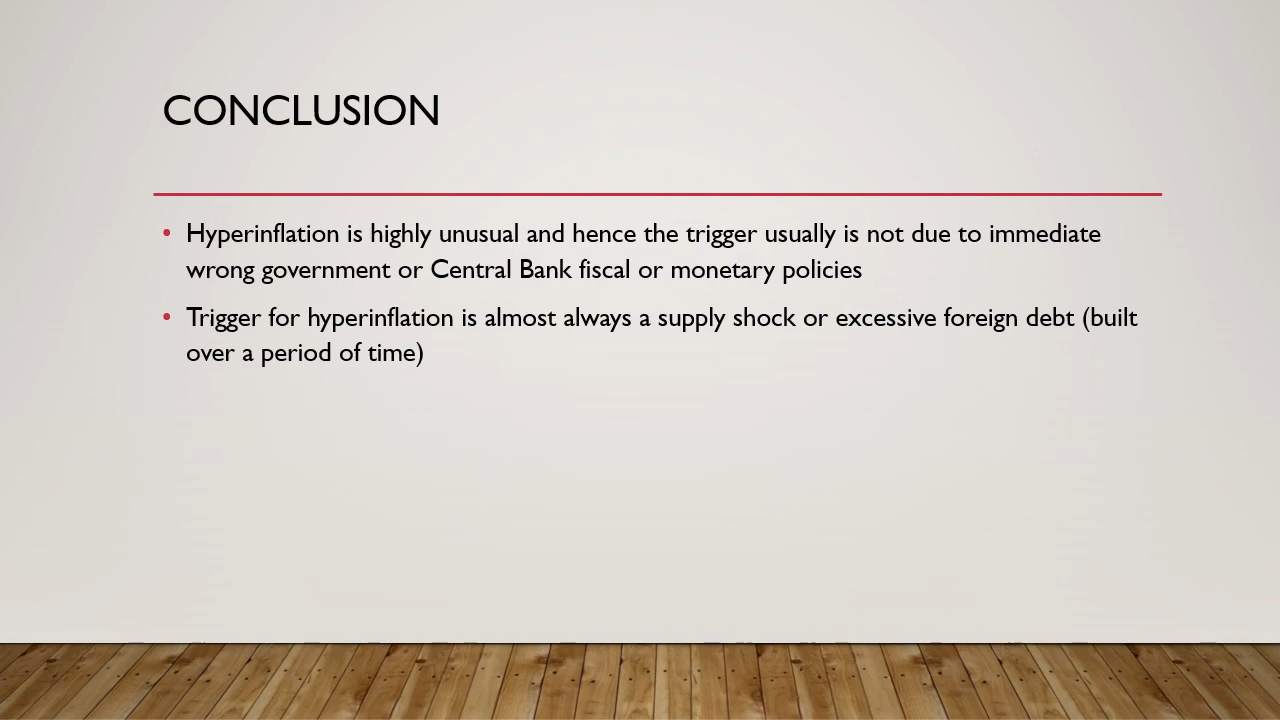 CONCLUSION
• Hyperinflation is highly unusual and hence the trigger usually is not due to immediate
wrong government or Central Bank fiscal or monetary policies
• Trigger for hyperinflation is almost always a supply shock or excessive foreign debt (built
over a period of time)